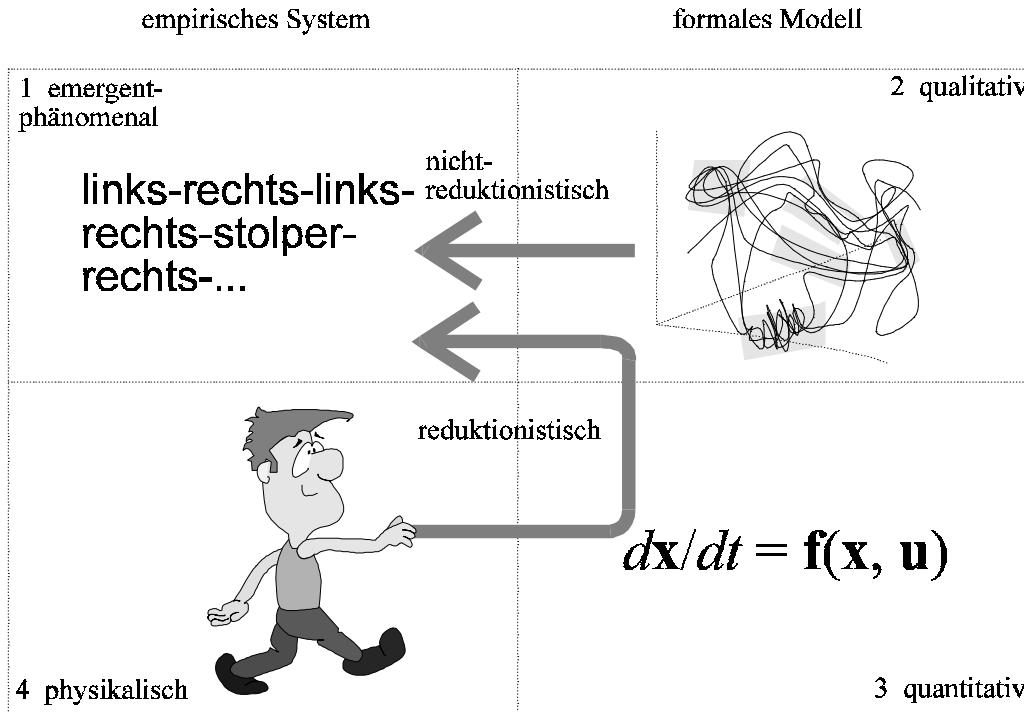 empirisches System
formales Modell
1 emergent-
phänomenal
2 qualitativ
nicht-
reduktionistisch
links-rechts-links-
rechts-stolper-
rechts-...
reduktionistisch
dx/dt = f(x, u)
4 physikalisch
3 quantitativ